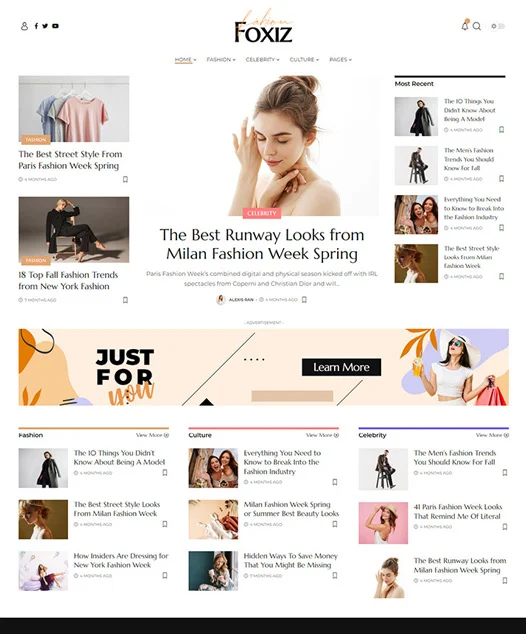 Fashion
FOXIZ
HOME
FASHION
CELEBRITY
CULTURE
PAGES
FASHION
The Best Street Style From
Paris Fashion Week Spring
4 MONTHS AGO
FASHION
18 Top Fall Fashion Trends
from New York Fashion
7 MONTHS AGO
CELEBRITY
The Best Runway Looks from
Milan Fashion Week Spring
Paris Fashion Week's combined digital and physical season kicked off with IRL
spectacles from Coperni and Christian Dior and will...
ALEXIS RAN
4 MONTHS AGO
Most Recent
The 10 Things You
Didn't Know About
Being A Model
4 MONTHS AGO
The Men's Fashion
Trends You Should
Know For Fall
4 MONTHS AGO
Everything You Need
to Know to Break Into
the Fashion Industry
4 MONTHS AGO
The Best Street Style
Looks From Milan
Fashion Week
4 MONTHS AGO
- ADVERTISEMENT -
JUST
FOR
you
Learn More
Fashion
View More
The 10 Things You Didn't
Know About Being A Model
4 MONTHS AGO
The Best Street Style Looks
From Milan Fashion Week
4 MONTHS AGO
How Insiders Are Dressing for
New York Fashion Week
4 MONTHS AGO
Culture
View More
Everything You Need to
Know to Break Into the
Fashion Industry
4 MONTHS AGO
Milan Fashion Week Spring
or Summer Best Beauty Looks
4 MONTHS AGO
Hidden Ways To Save Money
That You Might Be Missing
4 MONTHS AGO
Celebrity
View More
The Men's Fashion Trends
You Should Know For Fall
4 MONTHS AGO
41 Paris Fashion Week Looks
That Remind Me Of Literal
4 MONTHS AGO
The Best Runway Looks from
Milan Fashion Week Spring
4 MONTHS AGO